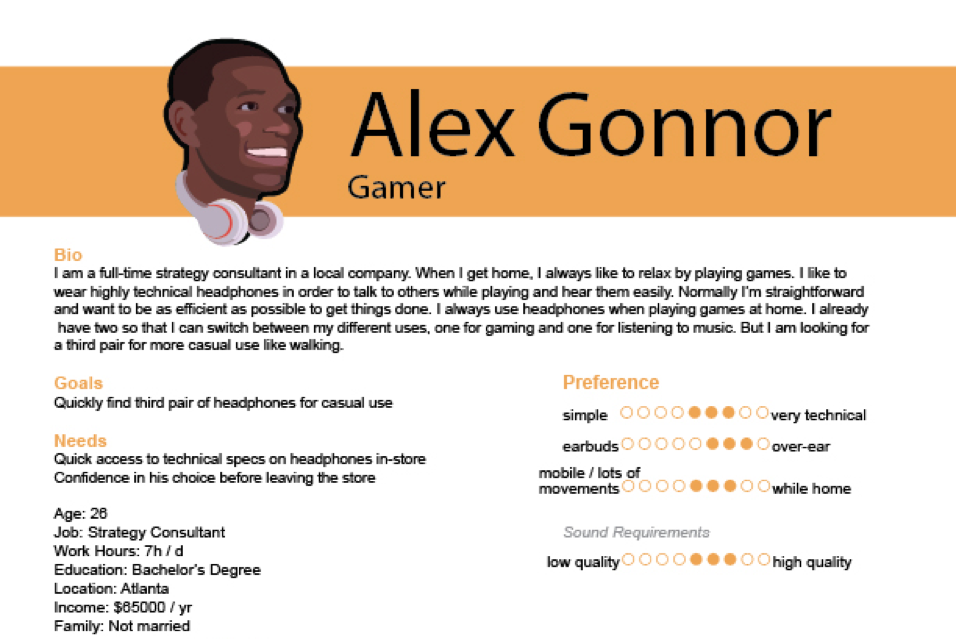 Alex Gonnor
Gamer
Bio
I am a full-time strategy consultant in a local company. When I get home, I always like to relax by playing games. I like to
wear highly technical headphones in order to talk to others while playing and hear them easily. Normally I'm straightforward
and want to be as efficient as possible to get things done. I always use headphones when playing games at home. I already
have two so that I can switch between my different uses, one for gaming and one for listening to music. But I am looking for
a third pair for more casual use like walking.
Goals
Quickly find third pair of headphones for casual use
Needs
Quick access to technical specs on headphones in-store
Confidence in his choice before leaving the store
Age: 26
Job: Strategy Consultant
Work Hours: 7h / d
Education: Bachelor's Degree
Location: Atlanta
Income: $65000 / yr
Family: Not married
Preference
simple very technical
earbuds over-ear
mobile / lots of
movements while home
Sound Requirements
low quality high quality